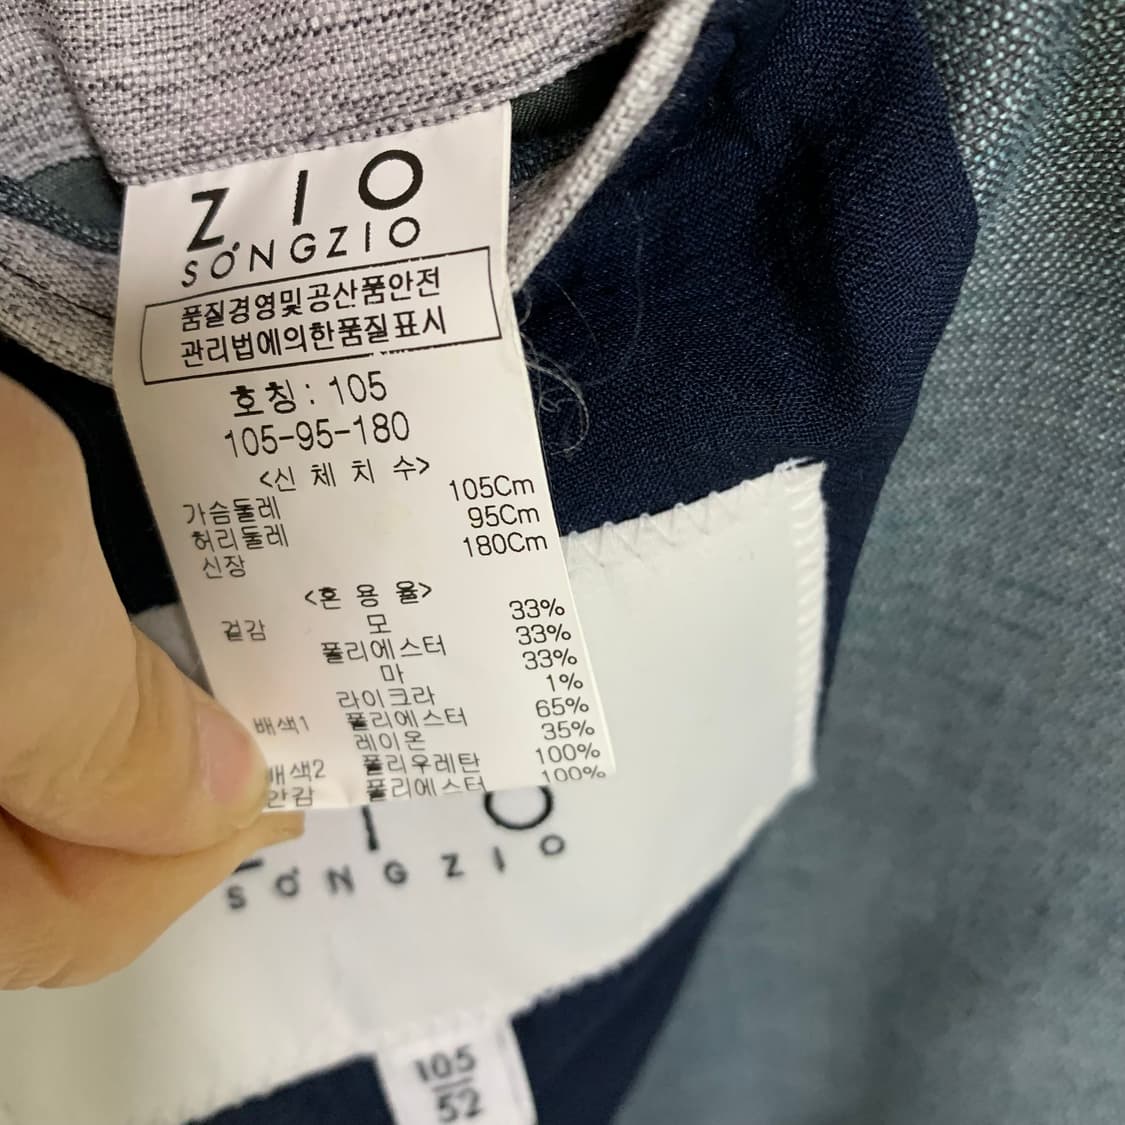 ZIO
SONGZIO
품질경영및공산품안전
관리법에의한품질표시
호칭: 105
105-95-180
<신 체 치 수>
가슴둘레 105Cm
허리둘레 95Cm
신장 180Cm
<혼 용 율>
겉감 모 33%
폴리에스터 33%
마 33%
라이크라 1%
배색1 폴리에스터 65%
레이온 35%
배색2 폴리우레탄 100%
안감 폴리에스터 100%
IO
SONGZIO
105
52